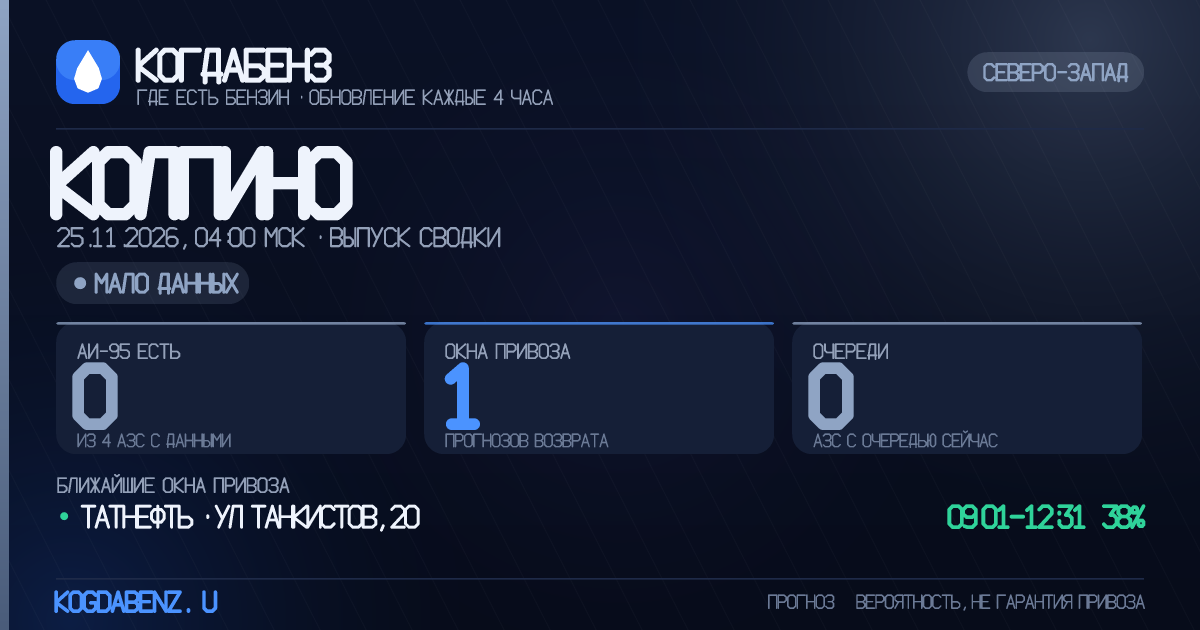 КОГДАБЕНЗ
ГДЕ ЕСТЬ БЕНЗИН · ОБНОВЛЕНИЕ КАЖДЫЕ 4 ЧАСА
СЕВЕРО-ЗАПАД
КОЛПИНО
25.11.2026, 04:00 МСК · ВЫПУСК СВОДКИ
МАЛО ДАННЫХ
АИ-95 ЕСТЬ
0
ИЗ 4 АЗС С ДАННЫМИ
ОКНА ПРИВОЗА
1
ПРОГНОЗОВ ВОЗВРАТА
ОЧЕРЕДИ
0
АЗС С ОЧЕРЕДЬЮ СЕЙЧАС
БЛИЖАЙШИЕ ОКНА ПРИВОЗА
• ТАТНЕФТЬ · УЛ ТАНКИСТОВ, 20
09:01-12:31 38%
KOGDABENZ. U
ПРОГНОЗ ВЕРОЯТНОСТЬ, НЕ ГАРАНТИЯ ПРИВОЗА